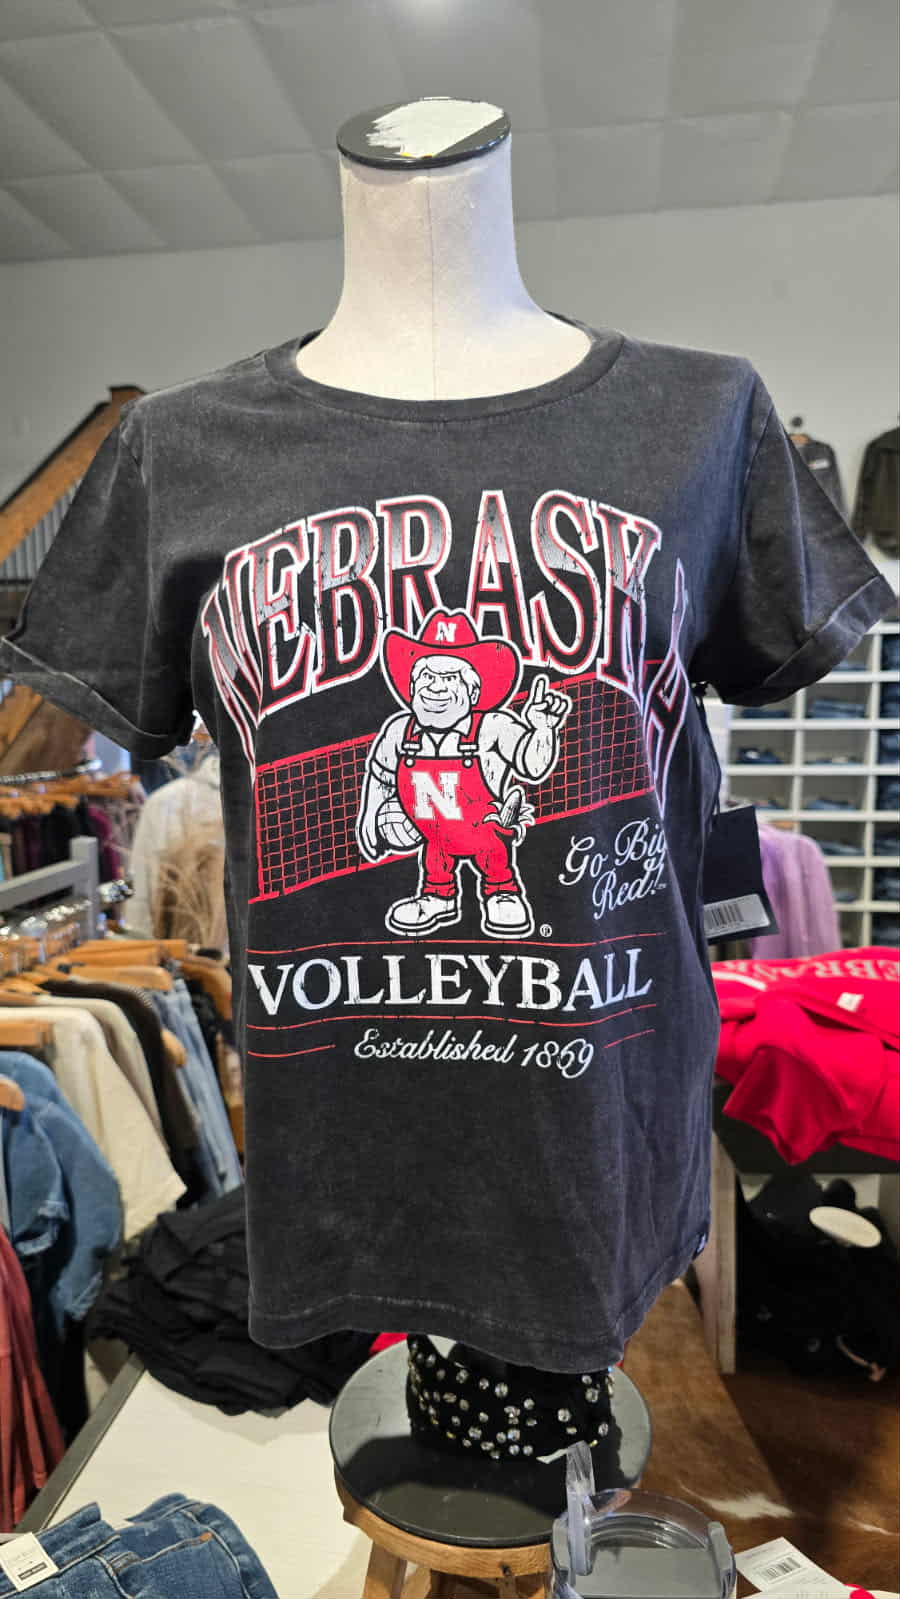 NEBRASKA
N
N
Go Big
Red!
®
VOLLEYBALL
Established 1869